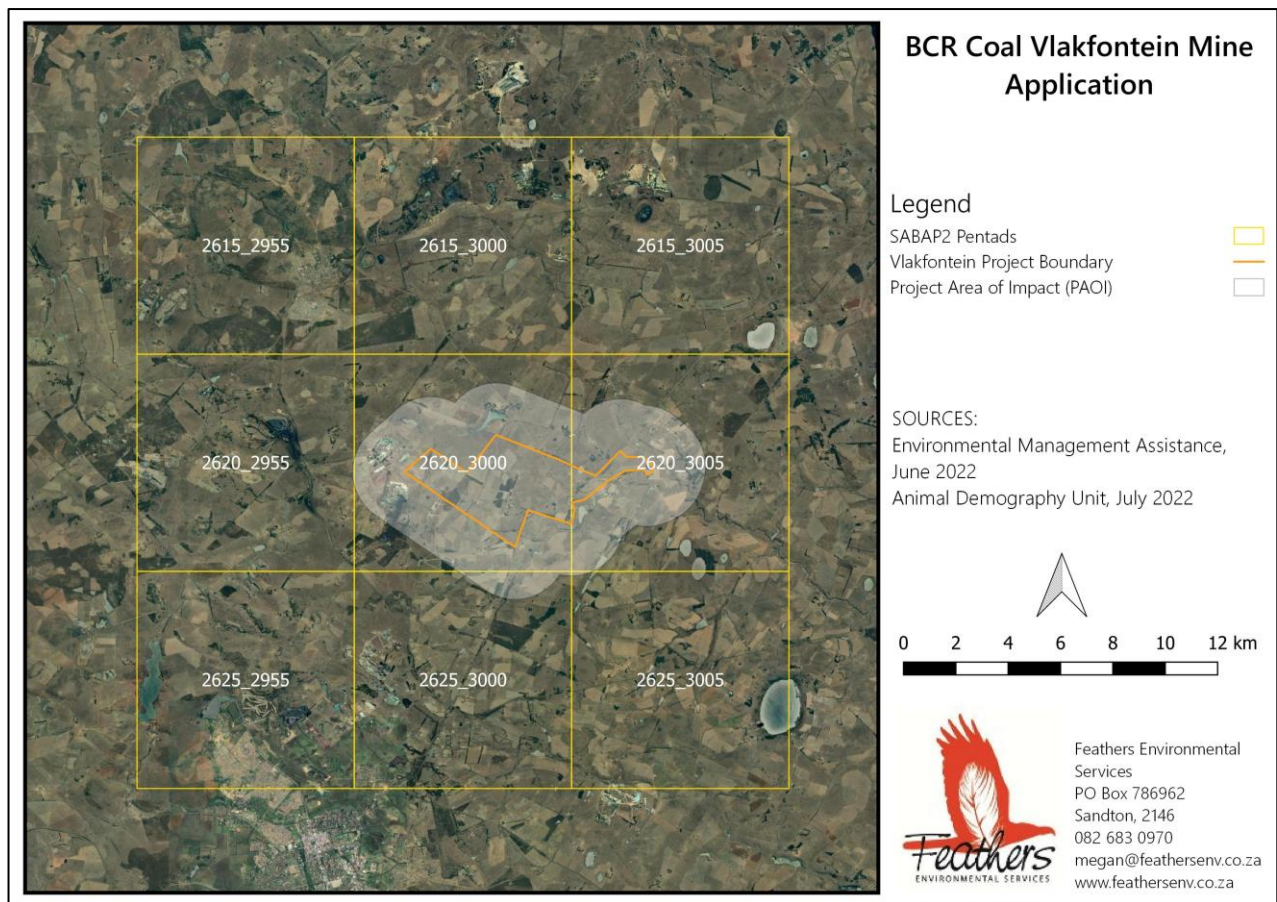 BCR Coal Vlakfontein Mine
Application
2615_2955
2615_3000
2615_3005
2620_2955
2620_3000
2620_3005
2625_2955
2625_3000
2625_3005
Legend
SABAP2 Pentads
Vlakfontein Project Boundary
Project Area of Impact (PAOI)
SOURCES:
Environmental Management Assistance,
June 2022
Animal Demography Unit, July 2022
0 2 4 6 8 10 12 km
Feathers
ENVIRONMENTAL SERVICES
Feathers Environmental
Services
PO Box 786962
Sandton, 2146
082 683 0970
megan@feathersenv.co.za
www.feathersenv.co.za